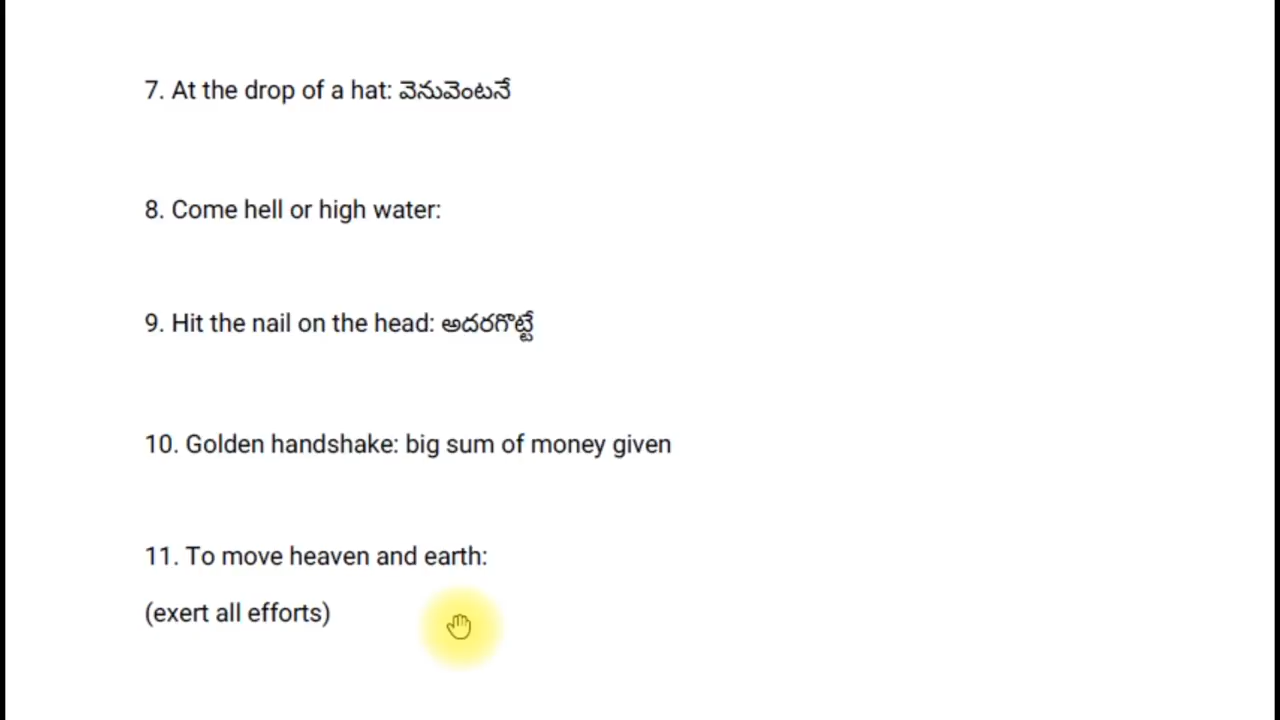 7. At the drop of a hat: వెనువెంటనే
8. Come hell or high water:
9. Hit the nail on the head: అదరగొట్టే
10. Golden handshake: big sum of money given
11. To move heaven and earth:
(exert all efforts)